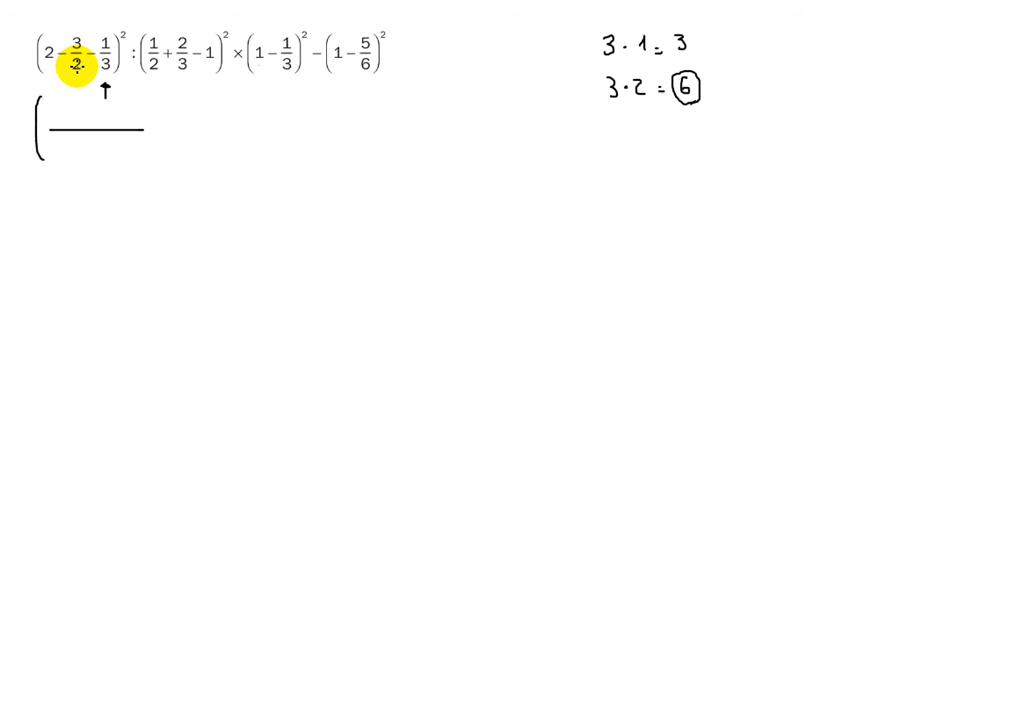 (2 − 3/2 − 1/3)² : (1/2 + 2/3 − 1)² × (1 − 1/3)² − (1 − 5/6)²
3 · 1 = 3
3 · 2 = 6
(